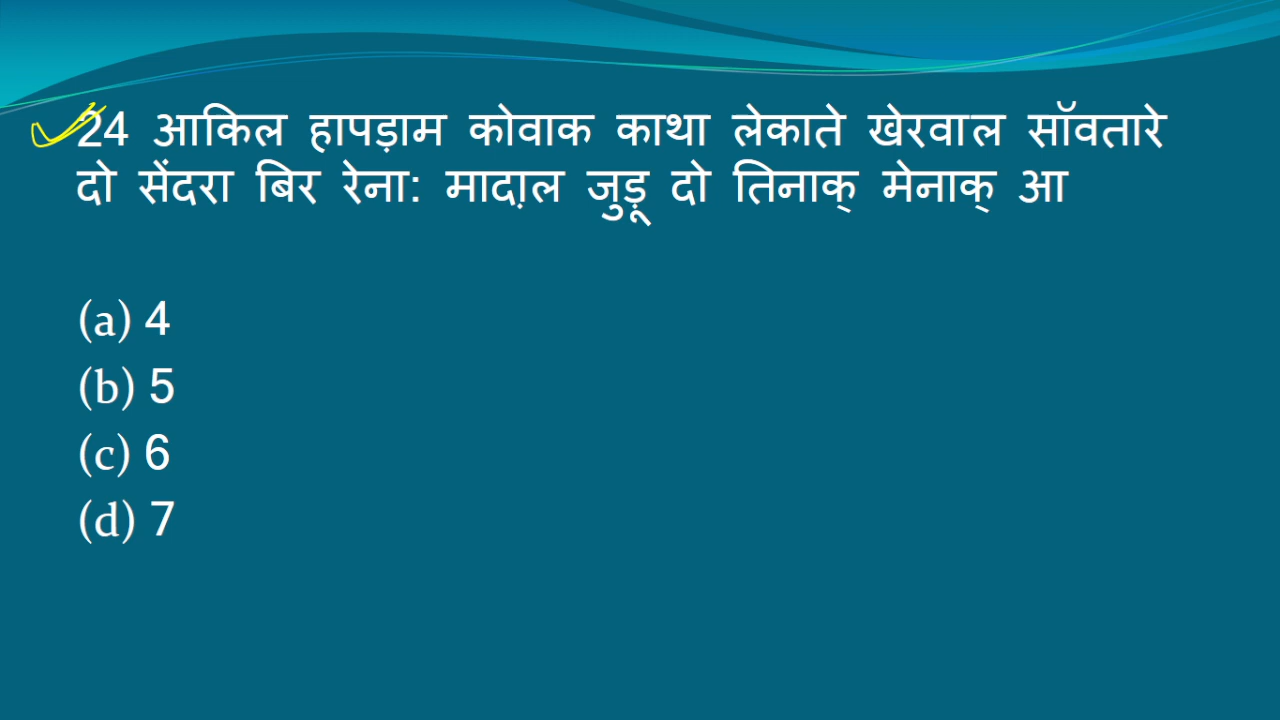 24 आकिल हापड़ाम कोवाक काथा लेकाते खेरवाल सॉवतारे
दो सेंदरा बिर रेना: मादा़ल जुड़ू दो तिनाक् मेनाक् आ
(a) 4
(b) 5
(c) 6
(d) 7